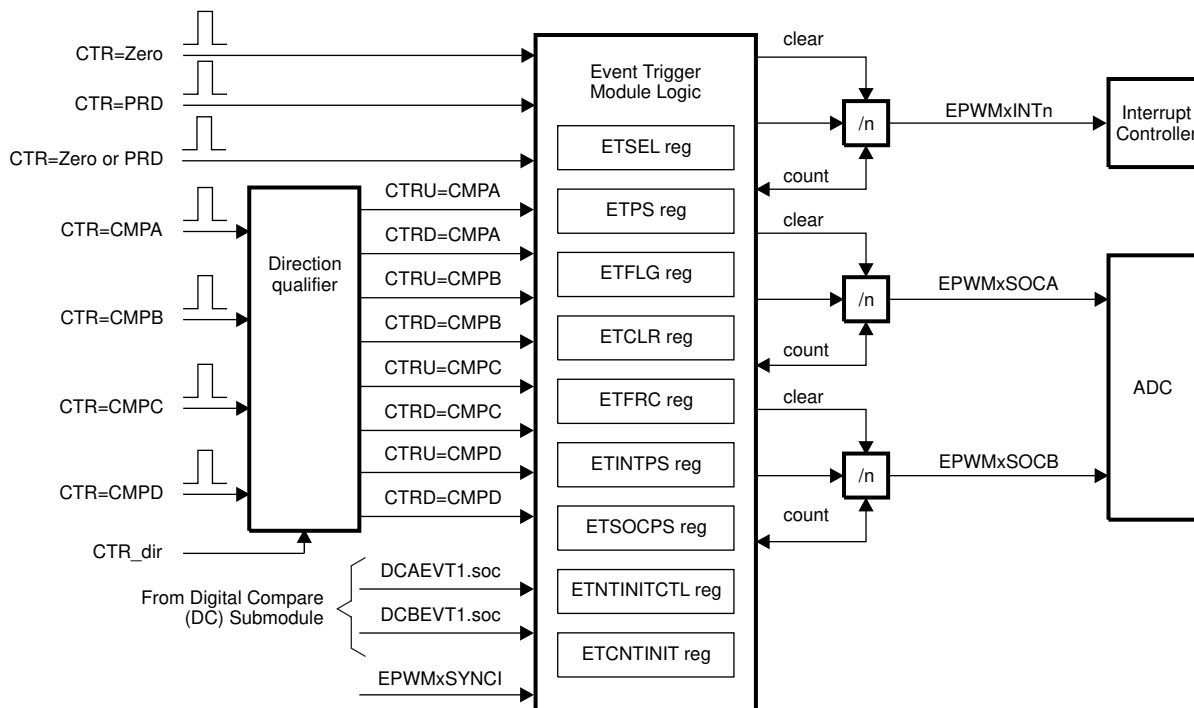 CTR=Zero
CTR=PRD
CTR=Zero or PRD
CTR=CMPA
CTR=CMPB
CTR=CMPC
CTR=CMPD
CTR_dir
Direction
qualifier
CTRU=CMPA
CTRD=CMPA
CTRU=CMPB
CTRD=CMPB
CTRU=CMPC
CTRD=CMPC
CTRU=CMPD
CTRD=CMPD
From Digital Compare
(DC) Submodule
DCAEVT1.soc
DCBEVT1.soc
EPWMxSYNCI
Event Trigger
Module Logic
ETSEL reg
ETPS reg
ETFLG reg
ETCLR reg
ETFRC reg
ETINTPS reg
ETSOCPS reg
ETNTINITCTL reg
ETCNTINIT reg
clear
/n
count
EPWMxINTn
Interrupt
Controller
clear
/n
count
EPWMxSOCA
clear
/n
count
EPWMxSOCB
ADC